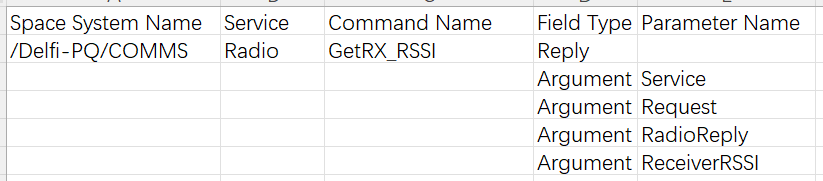 Space System Name Service Command Name Field Type Parameter Name
/Delfi-PQ/COMMS Radio GetRX_RSSI Reply
Argument Service
Argument Request
Argument RadioReply
Argument ReceiverRSSI